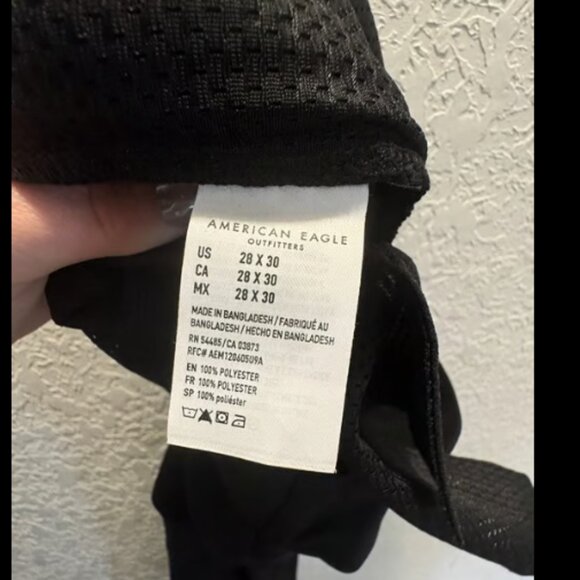 AMERICAN EAGLE
OUTFITTERS
US 28 X 30
CA 28 X 30
MX 28 X 30
MADE IN BANGLADESH / FABRIQUÉ AU
BANGLADESH / HECHO EN BANGLADESH
RN 54485/CA 03873
RFC# AEM12060509A
EN 100% POLYESTER
FR 100% POLYESTER
SP 100% poliéster